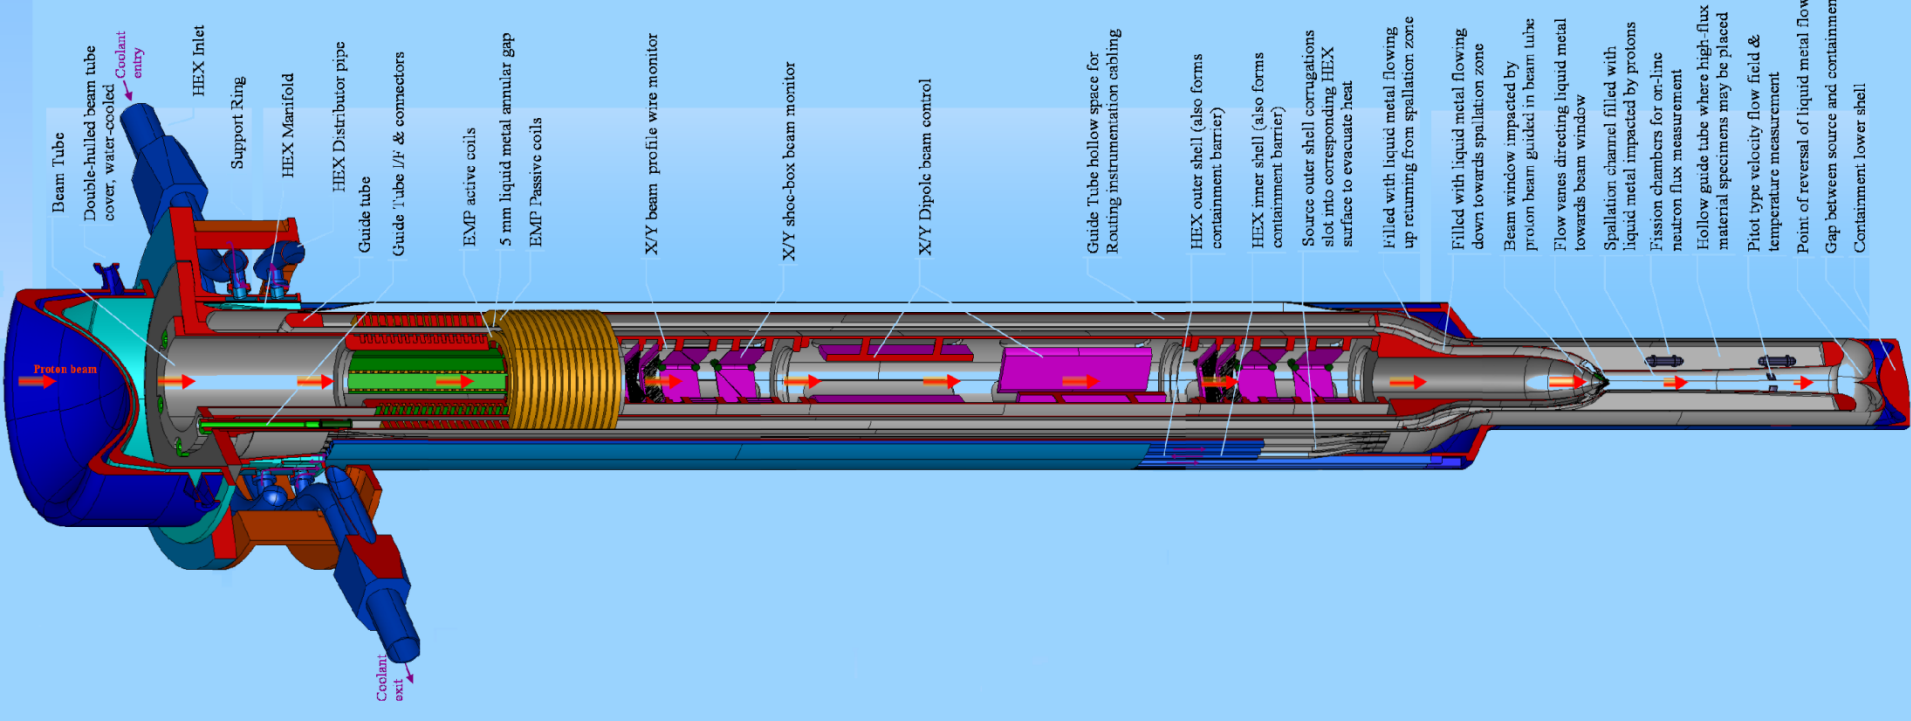 Beam Tube
Double-hulled beam tube
cover, water-cooled
Coolant
entry
HEX Inlet
Support Ring
HEX Manifold
HEX Distributor pipe
Guide tube
Guide Tube I/F & connectors
EMP active coils
5 mm liquid metal annular gap
EMP Passive coils
X/Y beam profile wire monitor
X/Y shoe-box beam monitor
X/Y Dipole beam control
Guide Tube hollow space for
Routing instrumentation cabling
HEX outer shell (also forms
containment barrier)
HEX inner shell (also forms
containment barrier)
Source outer shell corrugations
slot into corresponding HEX
surface to evacuate heat
Filled with liquid metal flowing
up returning from spallation zone
Filled with liquid metal flowing
down towards spallation zone
Beam window impacted by
proton beam guided in beam tube
Flow vanes directing liquid metal
towards beam window
Spallation channel filled with
liquid metal impacted by protons
Fission chambers for on-line
neutron flux measurement
Hollow guide tube where high-flux
material specimens may be placed
Pitot type velocity flow field &
temperature measurement
Point of reversal of liquid metal flow
Gap between source and containmen
Containment lower shell
Proton beam
Coolant
exit